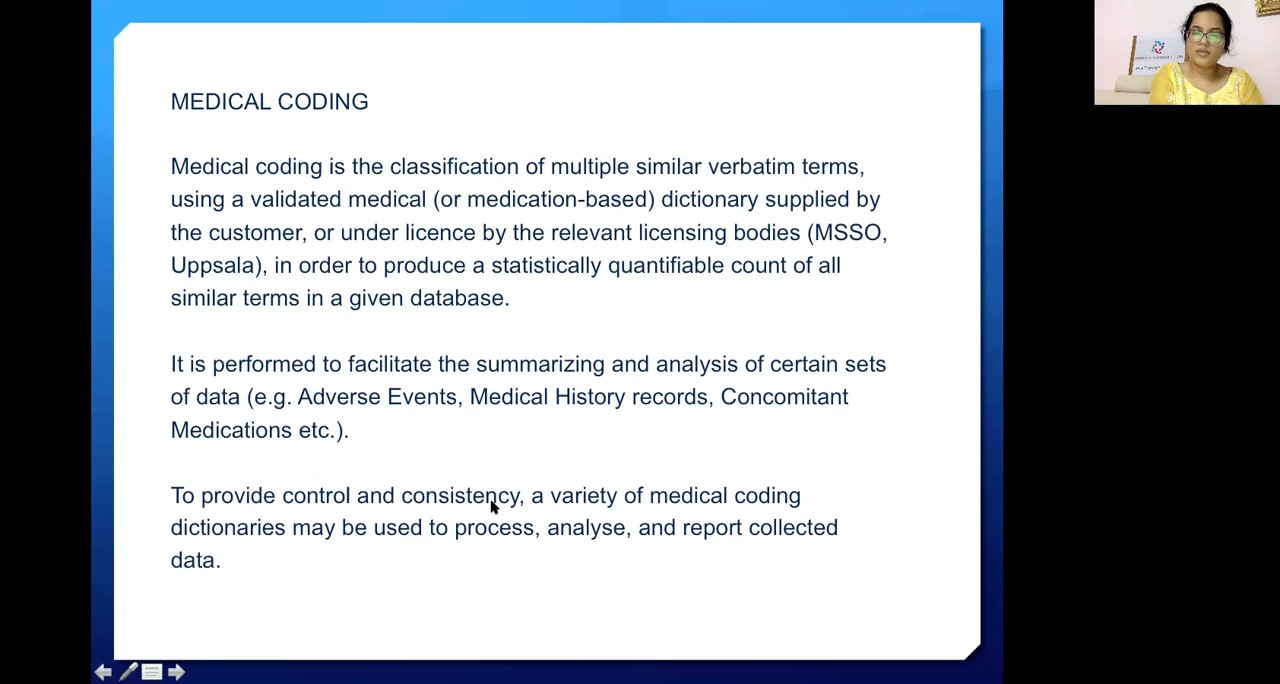 MEDICAL CODING
Medical coding is the classification of multiple similar verbatim terms,
using a validated medical (or medication-based) dictionary supplied by
the customer, or under licence by the relevant licensing bodies (MSSO,
Uppsala), in order to produce a statistically quantifiable count of all
similar terms in a given database.
It is performed to facilitate the summarizing and analysis of certain sets
of data (e.g. Adverse Events, Medical History records, Concomitant
Medications etc.).
To provide control and consistency, a variety of medical coding
dictionaries may be used to process, analyse, and report collected
data.